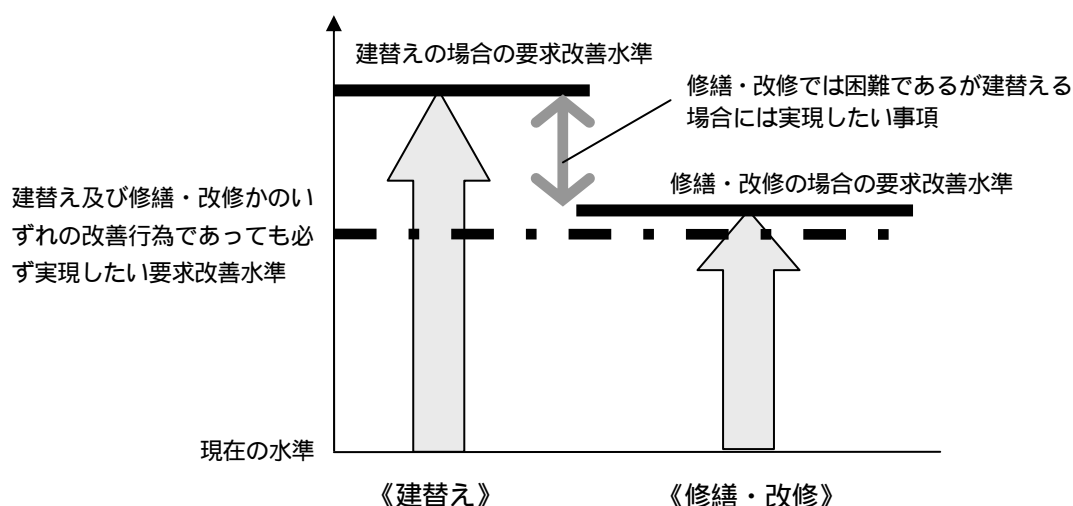 建替えの場合の要求改善水準
修繕・改修では困難であるが建替える
場合には実現したい事項
修繕・改修の場合の要求改善水準
建替え及び修繕・改修かのい
ずれの改善行為であっても必
ず実現したい要求改善水準
現在の水準
《建替え》
《修繕・改修》